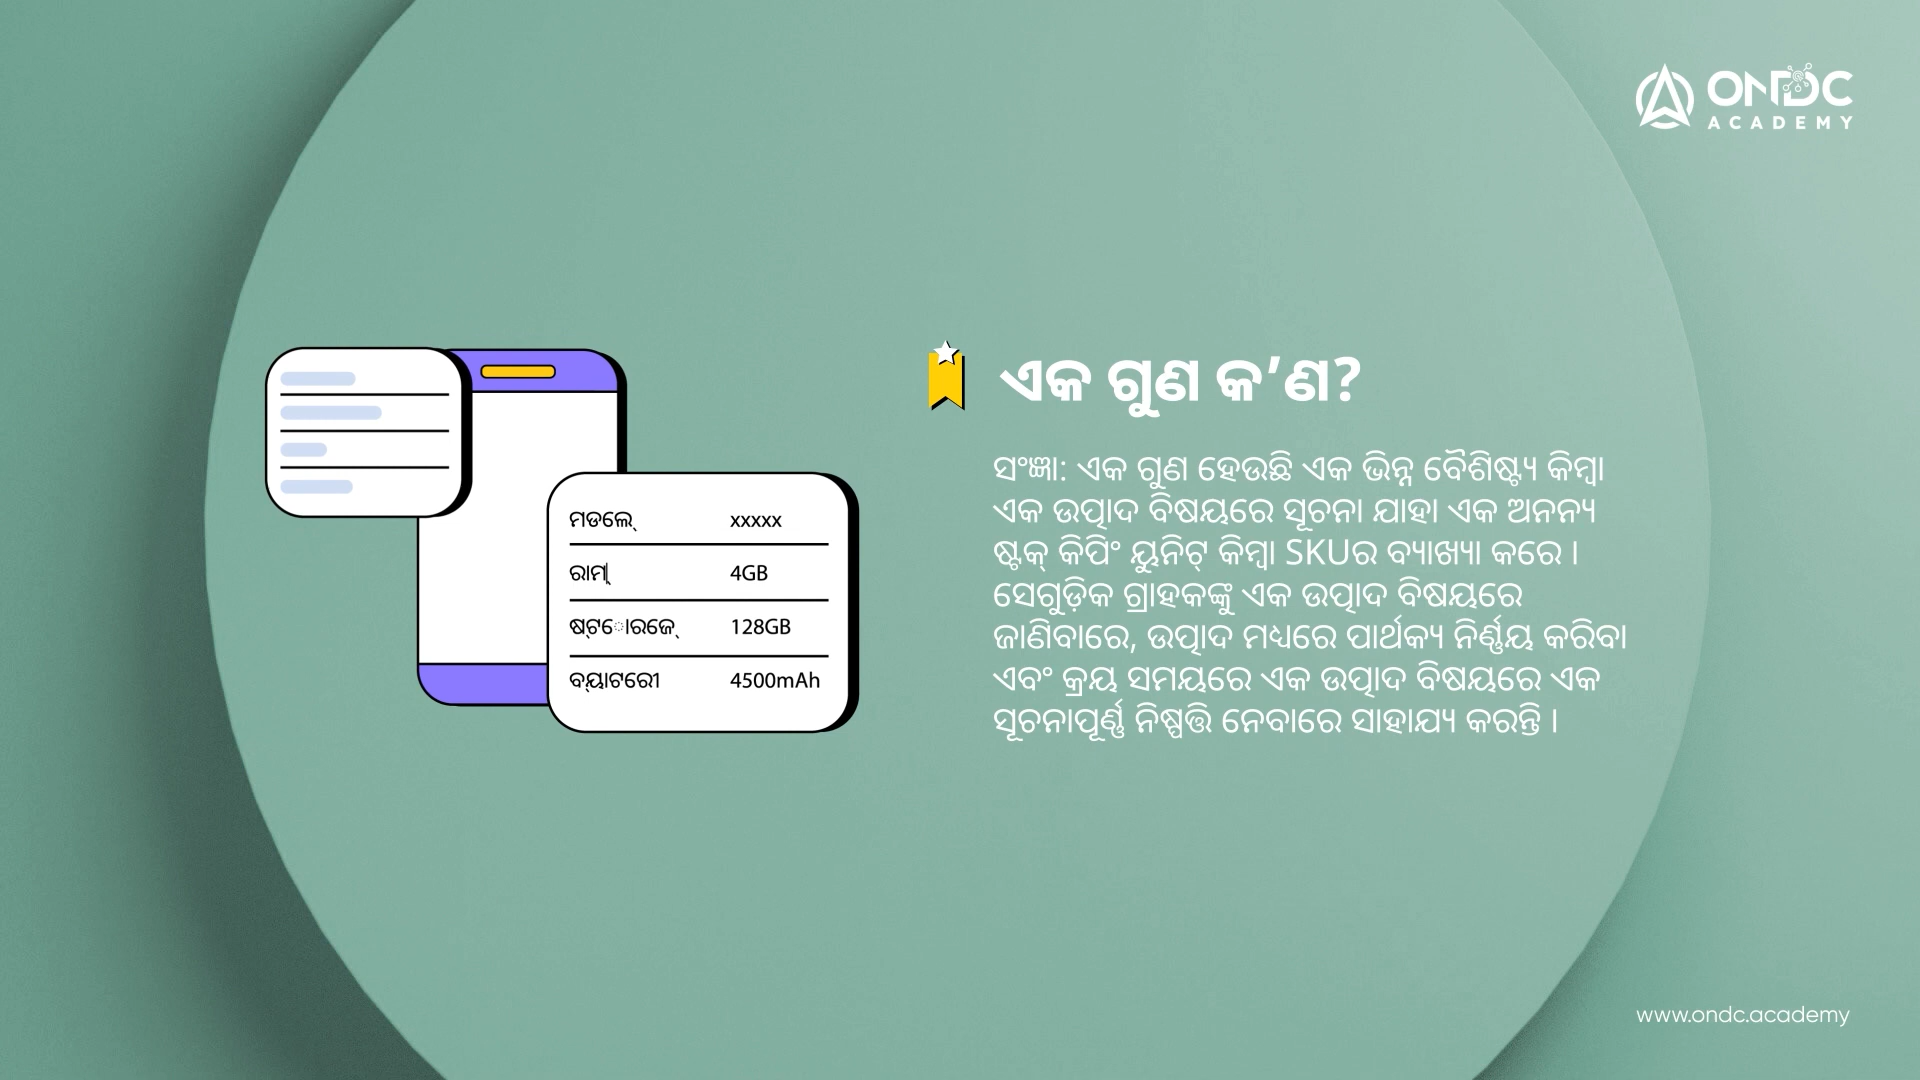 ONDC
ACADEMY
ଏକ ଗୁଣ କ’ଣ?
ସଂଜ୍ଞା: ଏକ ଗୁଣ ହେଉଛି ଏକ ଭିନ୍ନ ବୈଶିଷ୍ଟ୍ୟ କିମ୍ବା
ଏକ ଉତ୍ପାଦ ବିଷୟରେ ସୂଚନା ଯାହା ଏକ ଅନନ୍ୟ
ଷ୍ଟକ୍ କିପିଂ ୟୁନିଟ୍ କିମ୍ବା SKUର ବ୍ୟାଖ୍ୟା କରେ ।
ସେଗୁଡ଼ିକ ଗ୍ରାହକଙ୍କୁ ଏକ ଉତ୍ପାଦ ବିଷୟରେ
ଜାଣିବାରେ, ଉତ୍ପାଦ ମଧ୍ୟରେ ପାର୍ଥକ୍ୟ ନିର୍ଣ୍ଣୟ କରିବା
ଏବଂ କ୍ରୟ ସମୟରେ ଏକ ଉତ୍ପାଦ ବିଷୟରେ ଏକ
ସୂଚନାପୂର୍ଣ୍ଣ ନିଷ୍ପତ୍ତି ନେବାରେ ସାହାଯ୍ୟ କରନ୍ତି ।
ମଡଲେ୍ xxxxx
ରାମ୍ 4GB
ଷ୍ଟୋରଜେ୍ 128GB
ବ୍ୟାଟରୀେ 4500mAh
www.ondc.academy